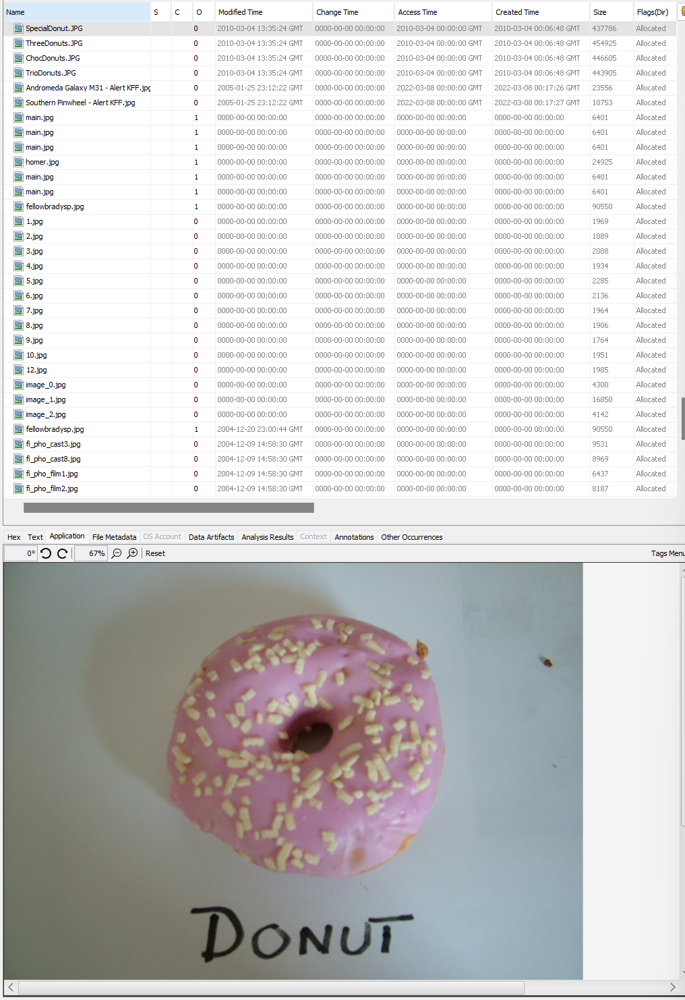 Name S C O Modified Time Change Time Access Time Created Time Size Flags(Dir)
SpecialDonut.JPG 0 2010-03-04 13:35:24 GMT 0000-00-00 00:00:00 2010-03-04 00:00:00 GMT 2010-03-04 00:06:48 GMT 437786 Allocated
ThreeDonuts.JPG 0 2010-03-04 13:35:24 GMT 0000-00-00 00:00:00 2010-03-04 00:00:00 GMT 2010-03-04 00:06:48 GMT 454925 Allocated
ChocDonuts.JPG 0 2010-03-04 13:35:24 GMT 0000-00-00 00:00:00 2010-03-04 00:00:00 GMT 2010-03-04 00:06:48 GMT 446605 Allocated
TrioDonuts.JPG 0 2010-03-04 13:35:24 GMT 0000-00-00 00:00:00 2010-03-04 00:00:00 GMT 2010-03-04 00:06:48 GMT 443905 Allocated
Andromeda Galaxy M31 - Alert KFF.jpg 0 2005-01-25 23:12:22 GMT 0000-00-00 00:00:00 2022-03-08 00:00:00 GMT 2022-03-08 00:17:26 GMT 23556 Allocated
Southern Pinwheel - Alert KFF.jpg 0 2005-01-25 23:12:22 GMT 0000-00-00 00:00:00 2022-03-08 00:00:00 GMT 2022-03-08 00:17:27 GMT 10753 Allocated
main.jpg 1 0000-00-00 00:00:00 0000-00-00 00:00:00 0000-00-00 00:00:00 0000-00-00 00:00:00 6401 Allocated
main.jpg 1 0000-00-00 00:00:00 0000-00-00 00:00:00 0000-00-00 00:00:00 0000-00-00 00:00:00 6401 Allocated
main.jpg 1 0000-00-00 00:00:00 0000-00-00 00:00:00 0000-00-00 00:00:00 0000-00-00 00:00:00 6401 Allocated
homer.jpg 1 0000-00-00 00:00:00 0000-00-00 00:00:00 0000-00-00 00:00:00 0000-00-00 00:00:00 24925 Allocated
main.jpg 1 0000-00-00 00:00:00 0000-00-00 00:00:00 0000-00-00 00:00:00 0000-00-00 00:00:00 6401 Allocated
main.jpg 1 0000-00-00 00:00:00 0000-00-00 00:00:00 0000-00-00 00:00:00 0000-00-00 00:00:00 6401 Allocated
fellowbradysp.jpg 1 0000-00-00 00:00:00 0000-00-00 00:00:00 0000-00-00 00:00:00 0000-00-00 00:00:00 90550 Allocated
1.jpg 0 0000-00-00 00:00:00 0000-00-00 00:00:00 0000-00-00 00:00:00 0000-00-00 00:00:00 1969 Allocated
2.jpg 0 0000-00-00 00:00:00 0000-00-00 00:00:00 0000-00-00 00:00:00 0000-00-00 00:00:00 1889 Allocated
3.jpg 0 0000-00-00 00:00:00 0000-00-00 00:00:00 0000-00-00 00:00:00 0000-00-00 00:00:00 2088 Allocated
4.jpg 0 0000-00-00 00:00:00 0000-00-00 00:00:00 0000-00-00 00:00:00 0000-00-00 00:00:00 1934 Allocated
5.jpg 0 0000-00-00 00:00:00 0000-00-00 00:00:00 0000-00-00 00:00:00 0000-00-00 00:00:00 2285 Allocated
6.jpg 0 0000-00-00 00:00:00 0000-00-00 00:00:00 0000-00-00 00:00:00 0000-00-00 00:00:00 2136 Allocated
7.jpg 0 0000-00-00 00:00:00 0000-00-00 00:00:00 0000-00-00 00:00:00 0000-00-00 00:00:00 1964 Allocated
8.jpg 0 0000-00-00 00:00:00 0000-00-00 00:00:00 0000-00-00 00:00:00 0000-00-00 00:00:00 1906 Allocated
9.jpg 0 0000-00-00 00:00:00 0000-00-00 00:00:00 0000-00-00 00:00:00 0000-00-00 00:00:00 1764 Allocated
10.jpg 0 0000-00-00 00:00:00 0000-00-00 00:00:00 0000-00-00 00:00:00 0000-00-00 00:00:00 1951 Allocated
12.jpg 0 0000-00-00 00:00:00 0000-00-00 00:00:00 0000-00-00 00:00:00 0000-00-00 00:00:00 1985 Allocated
image_0.jpg 0 0000-00-00 00:00:00 0000-00-00 00:00:00 0000-00-00 00:00:00 0000-00-00 00:00:00 4300 Allocated
image_1.jpg 0 0000-00-00 00:00:00 0000-00-00 00:00:00 0000-00-00 00:00:00 0000-00-00 00:00:00 16850 Allocated
image_2.jpg 0 0000-00-00 00:00:00 0000-00-00 00:00:00 0000-00-00 00:00:00 0000-00-00 00:00:00 4142 Allocated
fellowbradysp.jpg 1 2004-12-20 23:00:44 GMT 0000-00-00 00:00:00 0000-00-00 00:00:00 0000-00-00 00:00:00 90550 Allocated
fi_pho_cast3.jpg 0 2004-12-09 14:58:30 GMT 0000-00-00 00:00:00 0000-00-00 00:00:00 0000-00-00 00:00:00 9531 Allocated
fi_pho_cast8.jpg 0 2004-12-09 14:58:30 GMT 0000-00-00 00:00:00 0000-00-00 00:00:00 0000-00-00 00:00:00 8969 Allocated
fi_pho_film1.jpg 0 2004-12-09 14:58:30 GMT 0000-00-00 00:00:00 0000-00-00 00:00:00 0000-00-00 00:00:00 6437 Allocated
fi_pho_film2.jpg 0 2004-12-09 14:58:30 GMT 0000-00-00 00:00:00 0000-00-00 00:00:00 0000-00-00 00:00:00 8187 Allocated
Hex Text Application File Metadata OS Account Data Artifacts Analysis Results Context Annotations Other Occurrences
0° 67% Reset Tags Menu
DONUT